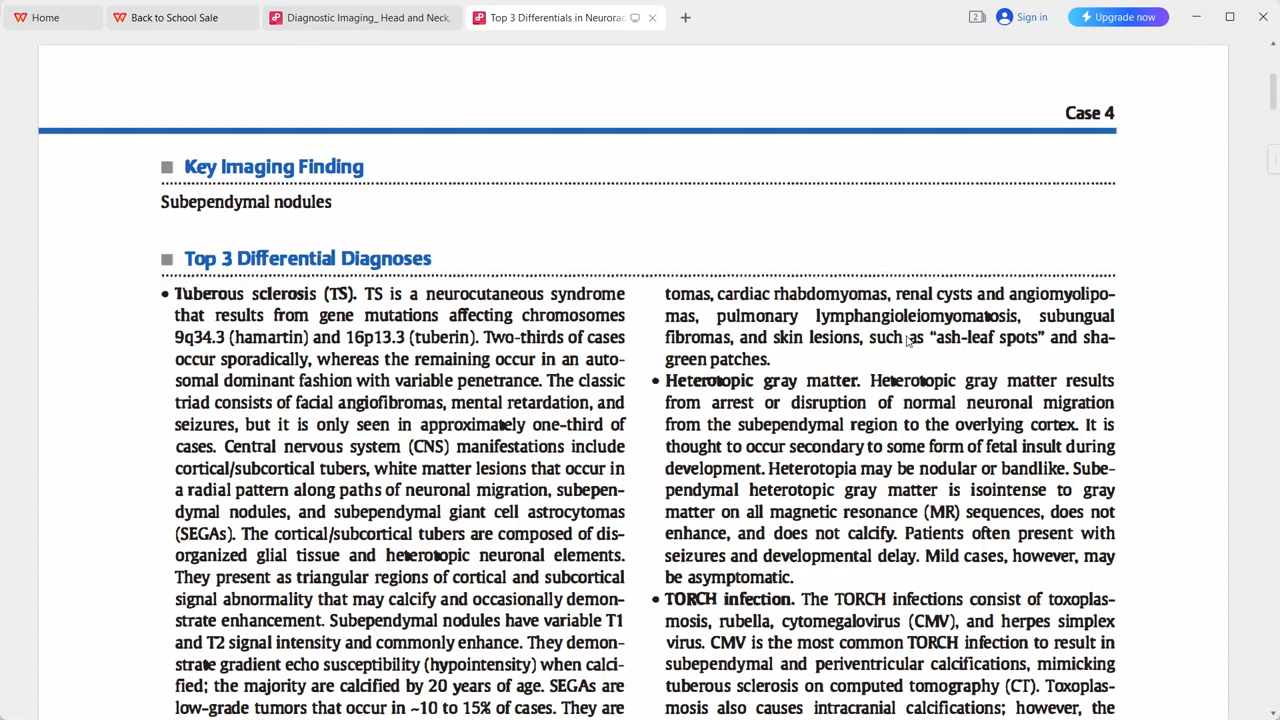 Home
Back to School Sale
Diagnostic Imaging_ Head and Neck,
Top 3 Differentials in Neurorad
2
Sign in
Upgrade now
Case 4
Key Imaging Finding
Subependymal nodules
Top 3 Differential Diagnoses
• Tuberous sclerosis (TS). TS is a neurocutaneous syndrome
that results from gene mutations affecting chromosomes
9q34.3 (hamartin) and 16p13.3 (tuberin). Two-thirds of cases
occur sporadically, whereas the remaining occur in an auto-
somal dominant fashion with variable penetrance. The classic
triad consists of facial angiofibromas, mental retardation, and
seizures, but it is only seen in approximately one-third of
cases. Central nervous system (CNS) manifestations include
cortical/subcortical tubers, white matter lesions that occur in
a radial pattern along paths of neuronal migration, subepen-
dymal nodules, and subependymal giant cell astrocytomas
(SEGAs). The cortical/subcortical tubers are composed of dis-
organized glial tissue and heterotopic neuronal elements.
They present as triangular regions of cortical and subcortical
signal abnormality that may calcify and occasionally demon-
strate enhancement. Subependymal nodules have variable T1
and T2 signal intensity and commonly enhance. They demon-
strate gradient echo susceptibility (hypointensity) when calci-
fied; the majority are calcified by 20 years of age. SEGAs are
low-grade tumors that occur in ~10 to 15% of cases. They are
tomas, cardiac rhabdomyomas, renal cysts and angiomyolipo-
mas, pulmonary lymphangioleiomyomatosis, subungual
fibromas, and skin lesions, such as “ash-leaf spots” and sha-
green patches.
• Heterotopic gray matter. Heterotopic gray matter results
from arrest or disruption of normal neuronal migration
from the subependymal region to the overlying cortex. It is
thought to occur secondary to some form of fetal insult during
development. Heterotopia may be nodular or bandlike. Sube-
pendymal heterotopic gray matter is isointense to gray
matter on all magnetic resonance (MR) sequences, does not
enhance, and does not calcify. Patients often present with
seizures and developmental delay. Mild cases, however, may
be asymptomatic.
• TORCH infection. The TORCH infections consist of toxoplas-
mosis, rubella, cytomegalovirus (CMV), and herpes simplex
virus. CMV is the most common TORCH infection to result in
subependymal and periventricular calcifications, mimicking
tuberous sclerosis on computed tomography (CT). Toxoplas-
mosis also causes intracranial calcifications; however, the